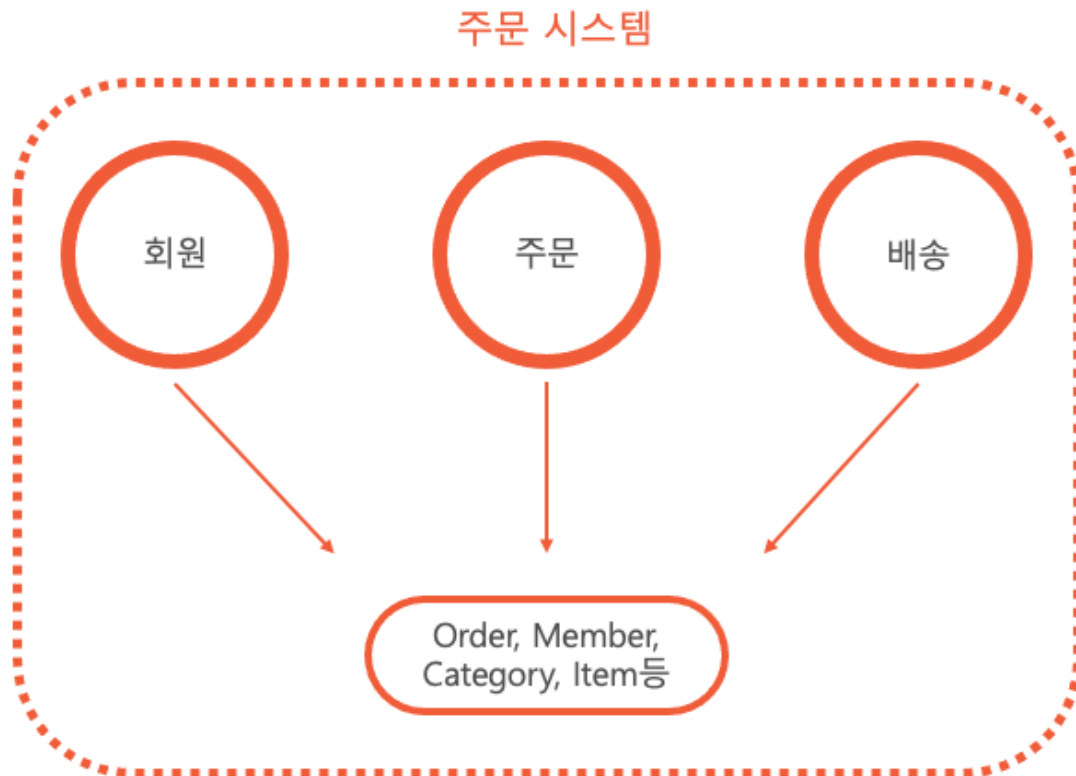 주문 시스템
회원
주문
배송
Order, Member,
Category, Item등